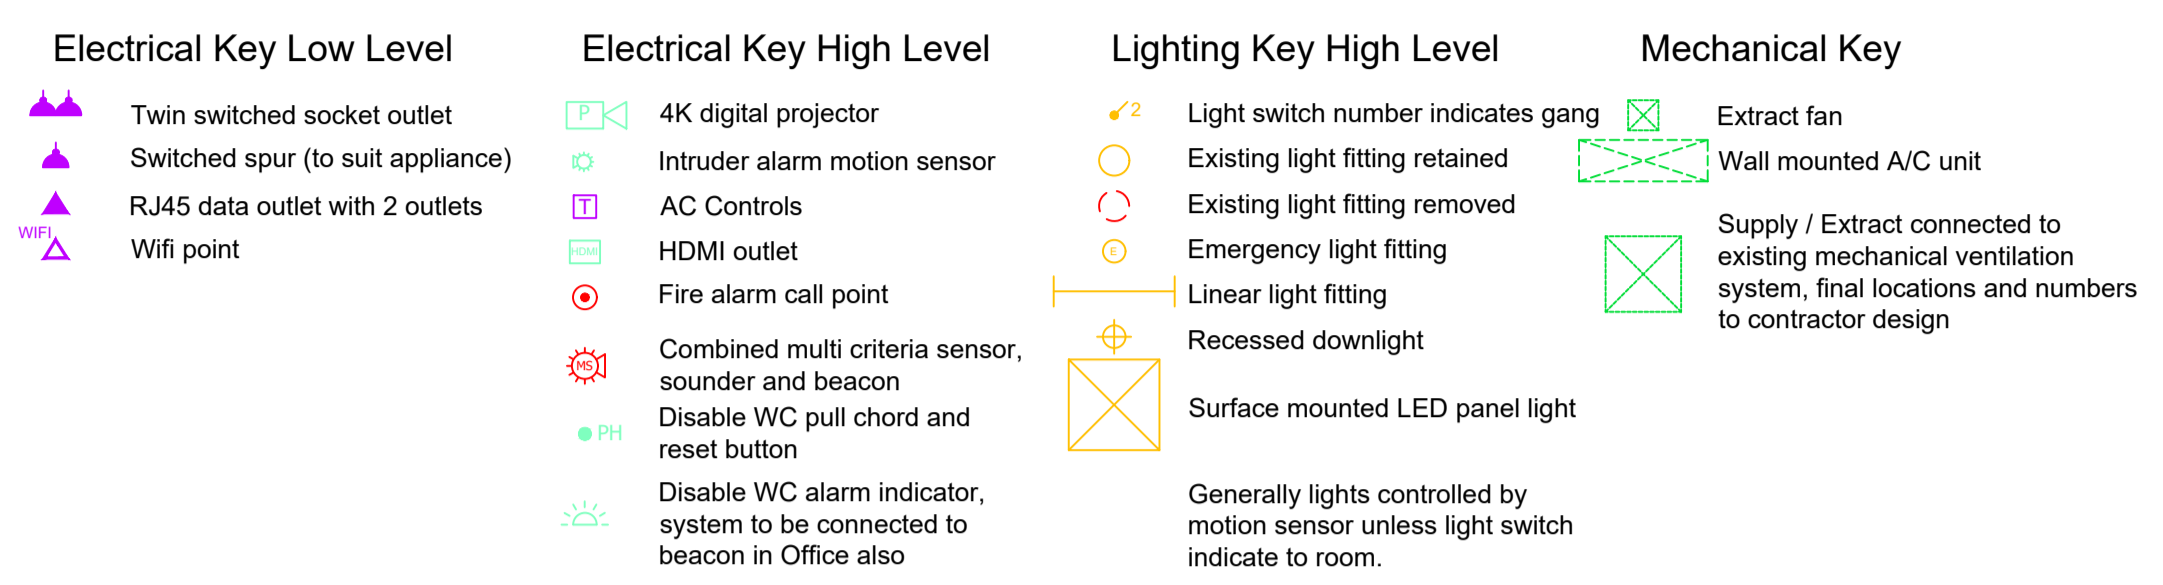 Electrical Key Low Level
Twin switched socket outlet
Switched spur (to suit appliance)
RJ45 data outlet with 2 outlets
WIFI
Wifi point
Electrical Key High Level
P
4K digital projector
Intruder alarm motion sensor
T
AC Controls
HDMI
HDMI outlet
Fire alarm call point
MS
Combined multi criteria sensor,
sounder and beacon
PH
Disable WC pull chord and
reset button
Disable WC alarm indicator,
system to be connected to
beacon in Office also
Lighting Key High Level
2
Light switch number indicates gang
Existing light fitting retained
Existing light fitting removed
E
Emergency light fitting
Linear light fitting
Recessed downlight
Surface mounted LED panel light
Generally lights controlled by
motion sensor unless light switch
indicate to room.
Mechanical Key
Extract fan
Wall mounted A/C unit
Supply / Extract connected to
existing mechanical ventilation
system, final locations and numbers
to contractor design